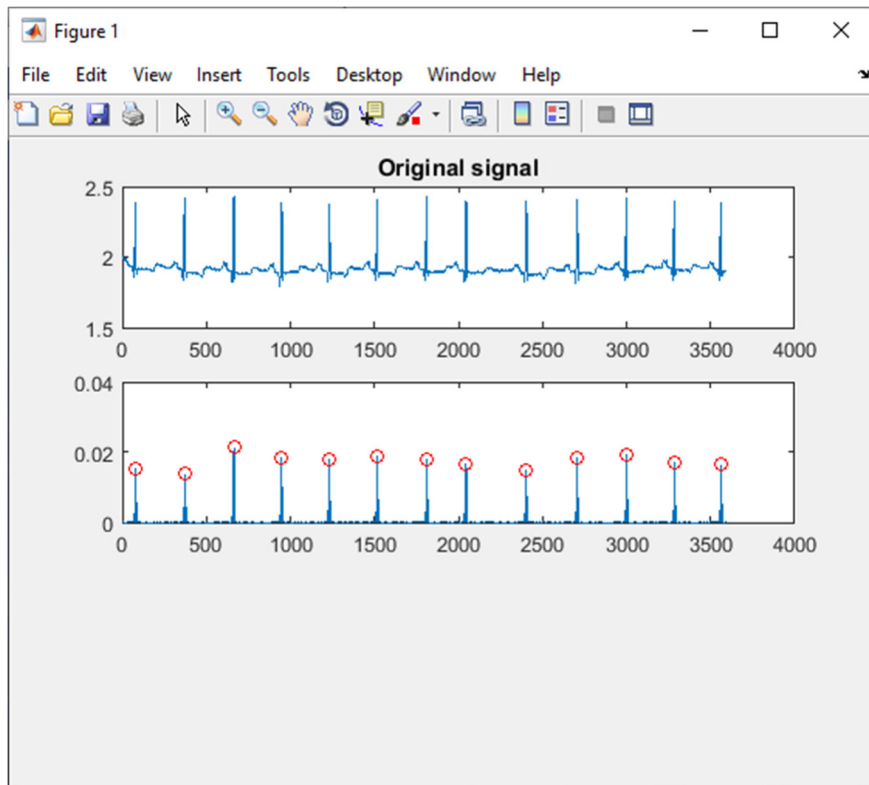 Figure 1
File Edit View Insert Tools Desktop Window Help
Original signal
2.5
2
1.5
0 500 1000 1500 2000 2500 3000 3500 4000
0.04
0.02
0
0 500 1000 1500 2000 2500 3000 3500 4000